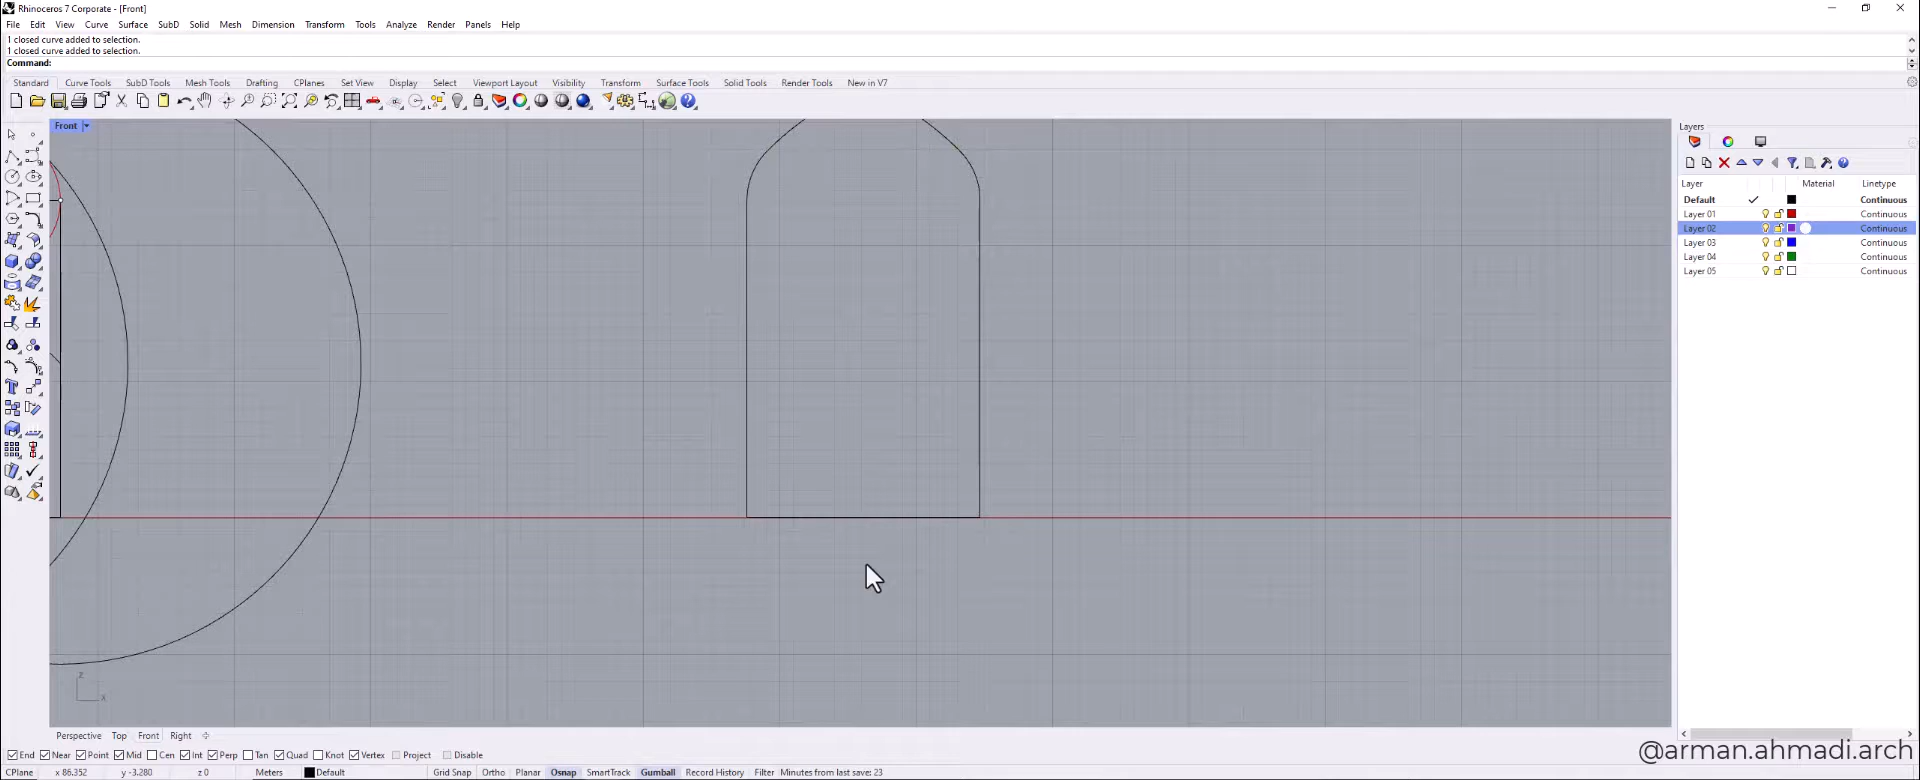 Rhinoceros 7 Corporate - [Front]
File Edit View Curve Surface SubD Solid Mesh Dimension Transform Tools Analyze Render Panels Help
1 closed curve added to selection.
1 closed curve added to selection.
Command:
Standard Curve Tools SubD Tools Mesh Tools Drafting CPlanes Set View Display Select Viewport Layout Visibility Transform Surface Tools Solid Tools Render Tools New in V7
Front
Layers
Layer Material Linetype
Default Continuous
Layer 01 Continuous
Layer 02 Continuous
Layer 03 Continuous
Layer 04 Continuous
Layer 05 Continuous
z
x
Perspective Top Front Right
End Near Point Mid Cen Int Perp Tan Quad Knot Vertex Project Disable
@arman.ahmadi.arch
CPlane x 86.352 y -3.280 z 0 Meters Default Grid Snap Ortho Planar Osnap SmartTrack Gumball Record History Filter Minutes from last save: 23